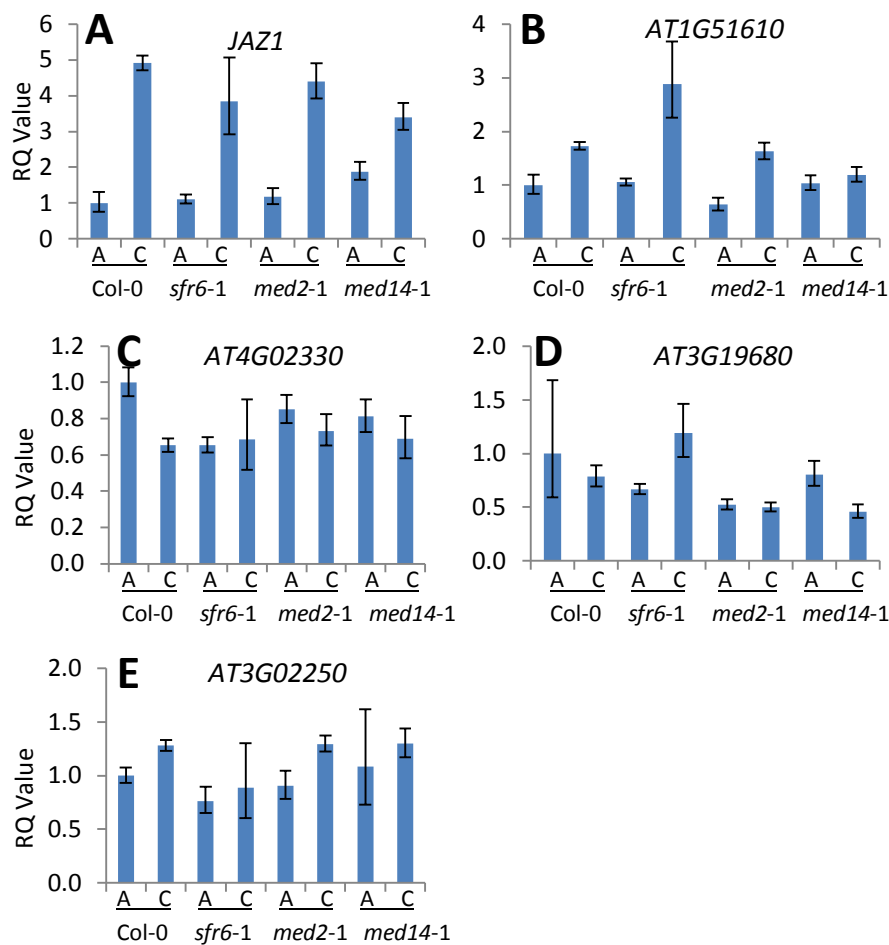 A JAZ1
RQ Value
6
5
4
3
2
1
0
A C A C A C A C
Col-0 sfr6-1 med2-1 med14-1
B AT1G51610
4
3
2
1
0
A C A C A C A C
Col-0 sfr6-1 med2-1 med14-1
C AT4G02330
RQ Value
1.2
1.0
0.8
0.6
0.4
0.2
0.0
A C A C A C A C
Col-0 sfr6-1 med2-1 med14-1
D AT3G19680
2.0
1.5
1.0
0.5
0.0
A C A C A C A C
Col-0 sfr6-1 med2-1 med14-1
E AT3G02250
RQ Value
2.0
1.5
1.0
0.5
0.0
A C A C A C A C
Col-0 sfr6-1 med2-1 med14-1